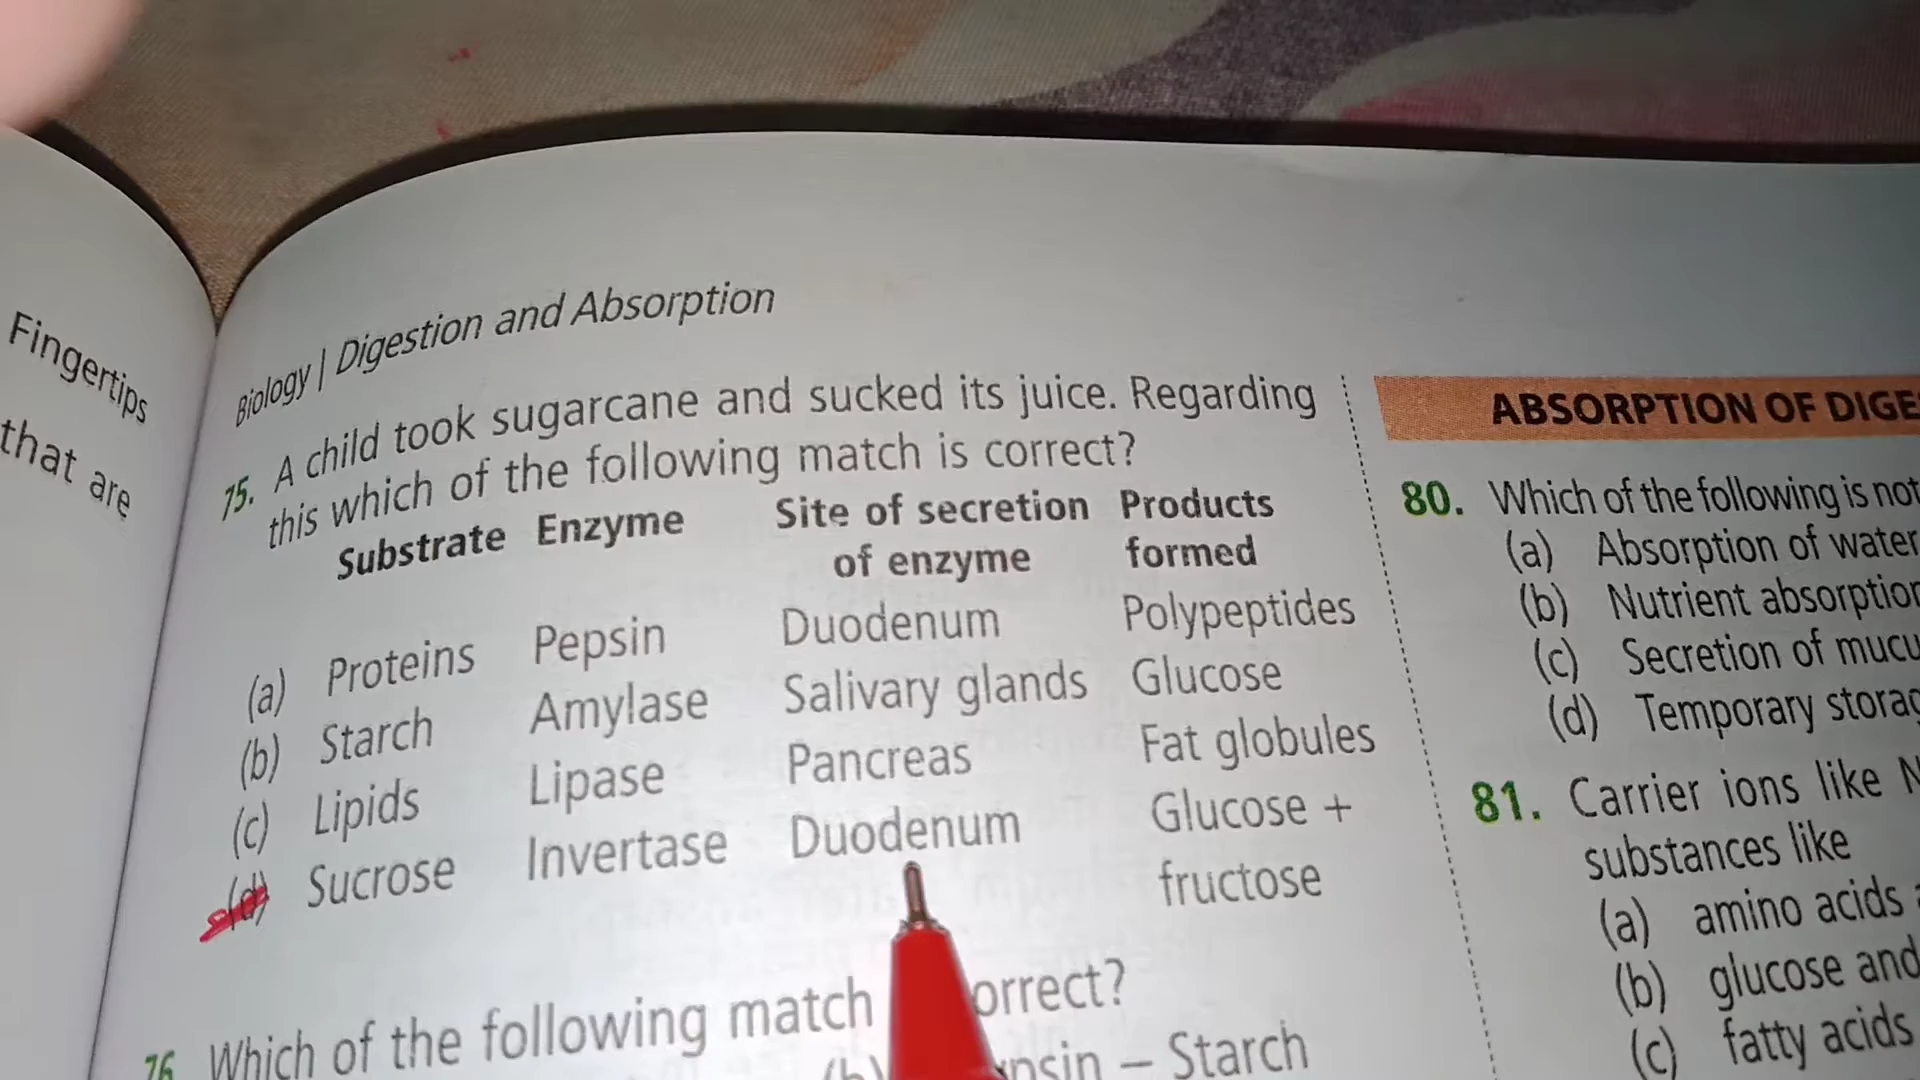 Fingertips
that are
Biology | Digestion and Absorption
75. A child took sugarcane and sucked its juice. Regarding
this which of the following match is correct?
Substrate Enzyme Site of secretion Products
of enzyme formed
(a) Proteins Pepsin Duodenum Polypeptides
(b) Starch Amylase Salivary glands Glucose
(c) Lipids Lipase Pancreas Fat globules
(d) Sucrose Invertase Duodenum Glucose +
fructose
76 Which of the following match orrect?
(b) – Starch
ABSORPTION OF DIGE
80. Which of the following is not
(a) Absorption of water
(b) Nutrient absorption
(c) Secretion of mucu
(d) Temporary storag
81. Carrier ions like N
substances like
(a) amino acids
(b) glucose and
(c) fatty acids